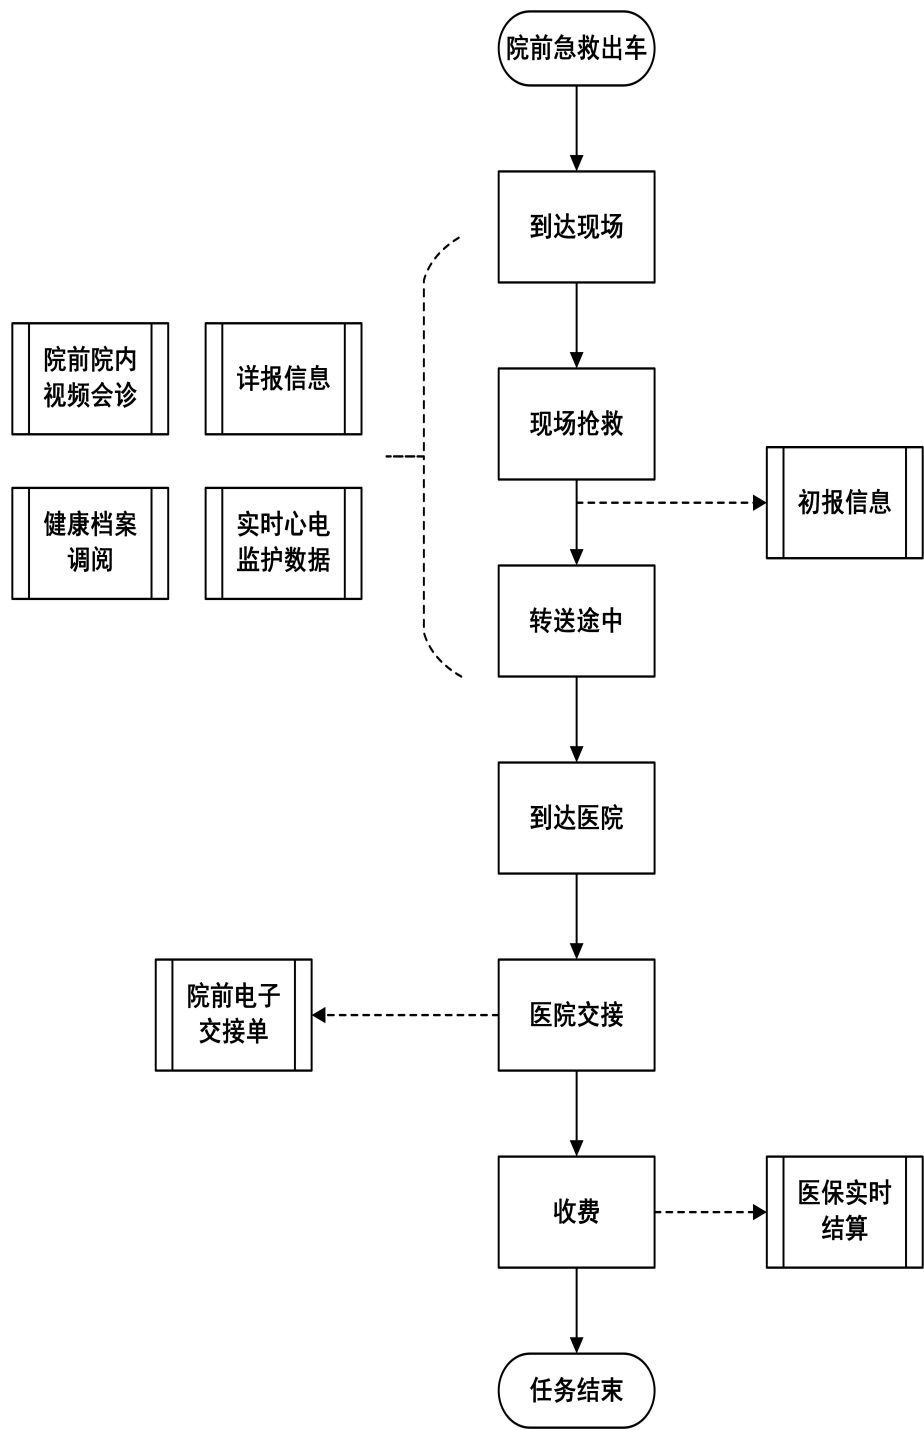 院前急救出车
到达现场
院前院内
视频会诊
详报信息
现场抢救
初报信息
健康档案
调阅
实时心电
监护数据
转送途中
到达医院
院前电子
交接单
医院交接
收费
医保实时
结算
任务结束